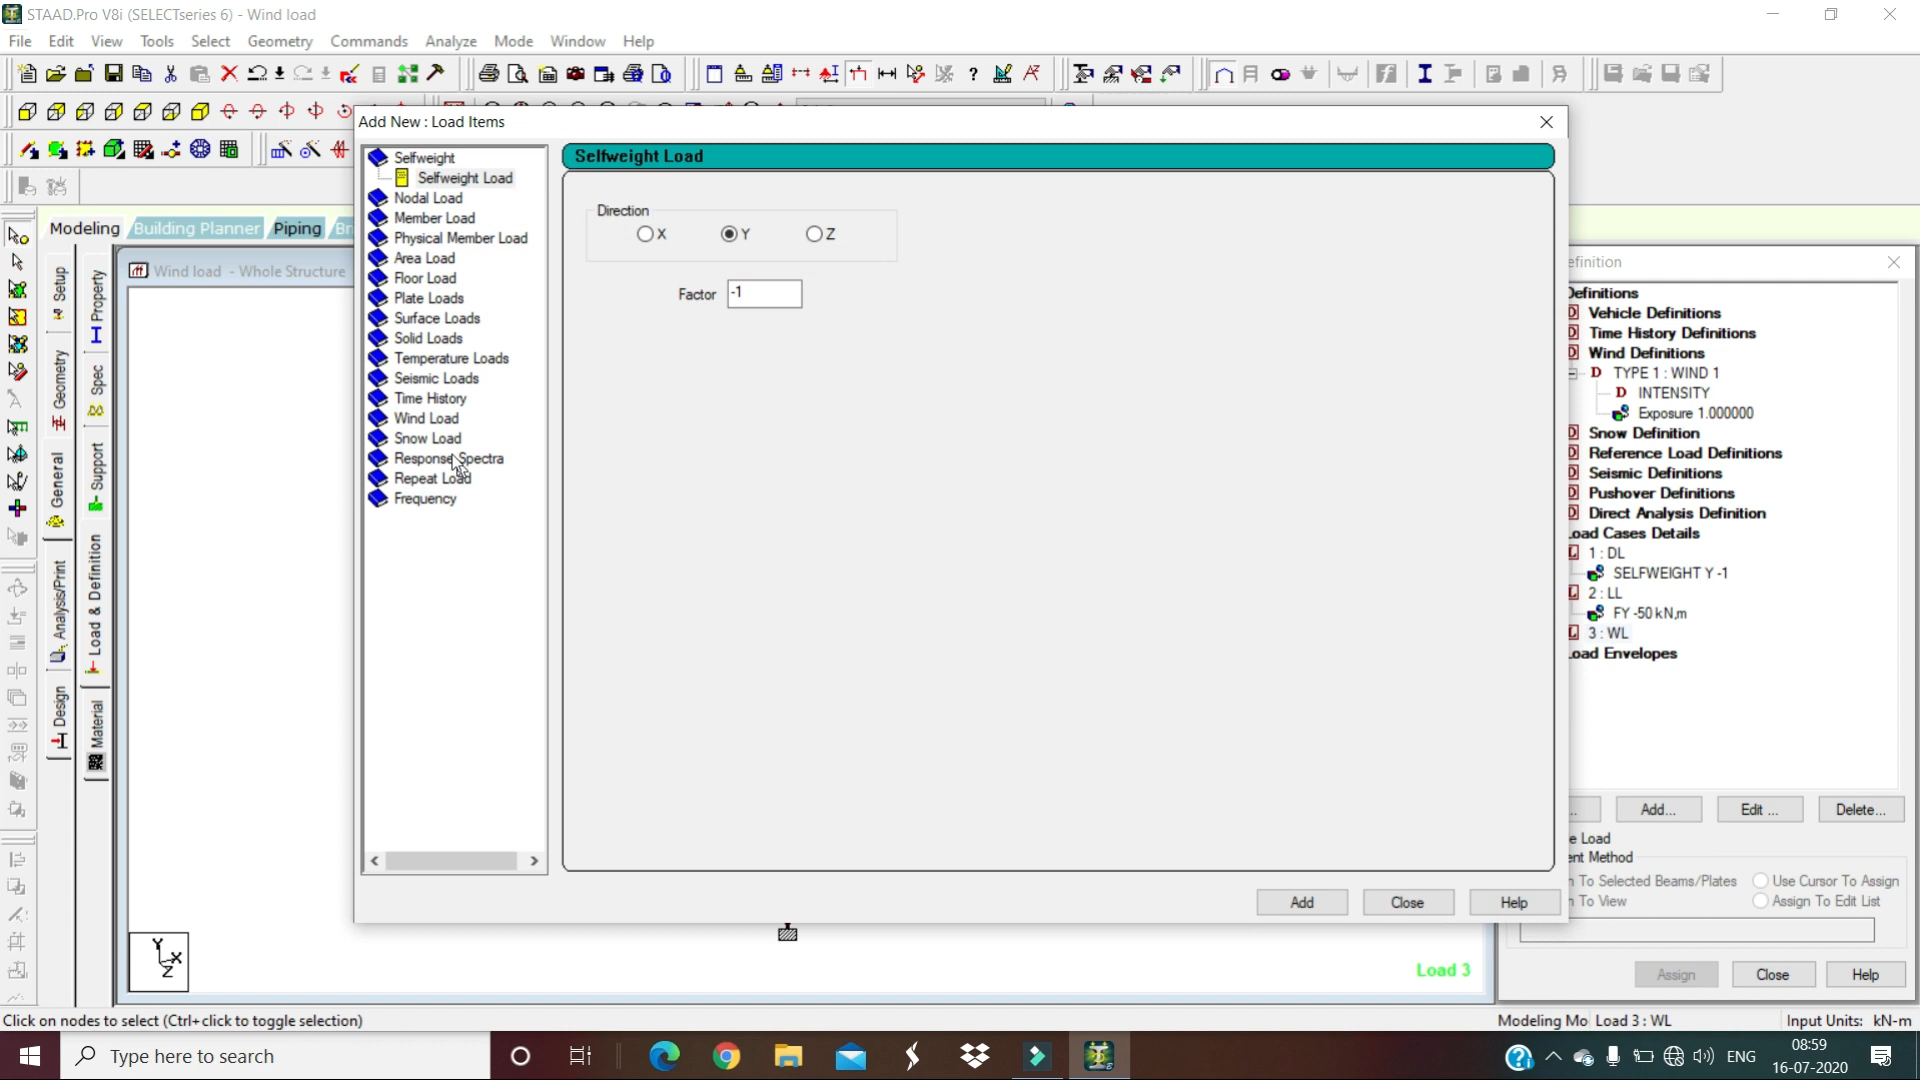 STAAD.Pro V8i (SELECTseries 6) - Wind load
File Edit View Tools Select Geometry Commands Analyze Mode Window Help
Add New : Load Items
Selfweight
Selfweight Load
Nodal Load
Member Load
Physical Member Load
Area Load
Floor Load
Plate Loads
Surface Loads
Solid Loads
Temperature Loads
Seismic Loads
Time History
Wind Load
Snow Load
Response Spectra
Repeat Load
Frequency
Selfweight Load
Direction
X Y Z
Factor -1
Add Close Help
Modeling Building Planner Piping
Setup
Geometry
General
Analysis/Print
Design
Property
Spec
Support
Load & Definition
Material
Wind load - Whole Structure
Y
X
Z
Load 3
Vehicle Definitions
Time History Definitions
Wind Definitions
D TYPE 1 : WIND 1
D INTENSITY
Exposure 1.000000
Snow Definition
Reference Load Definitions
Seismic Definitions
Pushover Definitions
Direct Analysis Definition
Cases Details
1 : DL
SELFWEIGHT Y -1
2 : LL
FY -50 kN,m
3 : WL
Envelopes
Add... Edit ... Delete...
Load
Method
To Selected Beams/Plates Use Cursor To Assign
To View Assign To Edit List
Assign Close Help
Click on nodes to select (Ctrl+click to toggle selection)
Modeling Mo Load 3 : WL Input Units: kN-m
Type here to search
ENG
08:59
16-07-2020